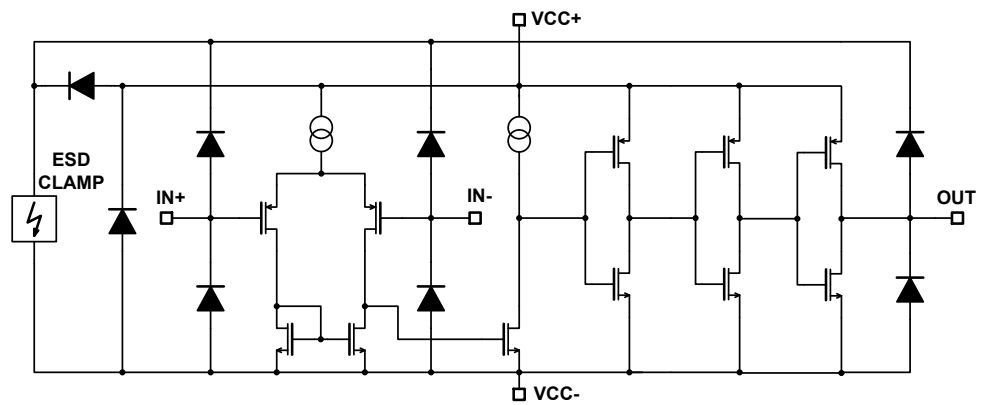 VCC+
ESD
CLAMP
IN+
IN-
OUT
VCC-